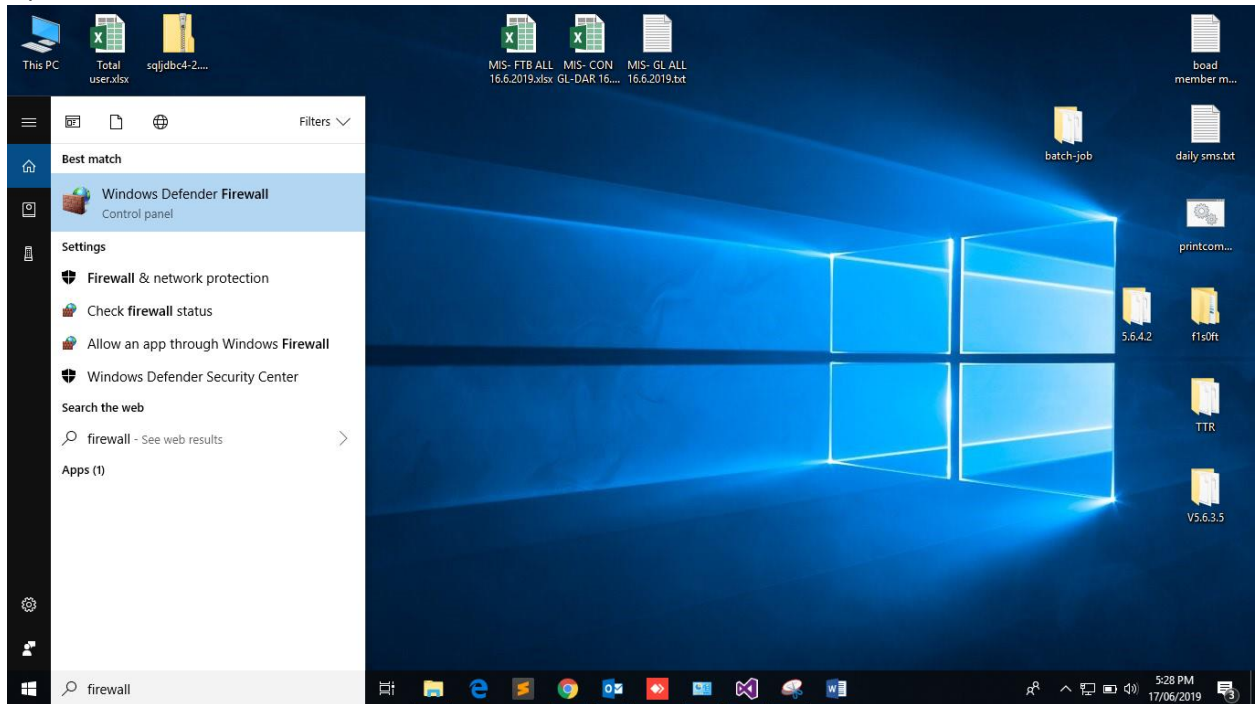 This PC
Total
user.xlsx
sqljdbc4-2....
MIS- FTB ALL
16.6.2019.xlsx
MIS- CON
GL-DAR 16....
MIS- GL ALL
16.6.2019.txt
boad
member m...
Filters
Best match
Windows Defender Firewall
Control panel
Settings
Firewall & network protection
Check firewall status
Allow an app through Windows Firewall
Windows Defender Security Center
Search the web
firewall - See web results
Apps (1)
batch-job
daily sms.txt
printcom...
5.6.4.2
f1s0ft
TTR
V5.6.3.5
firewall
5:28 PM
17/06/2019
3